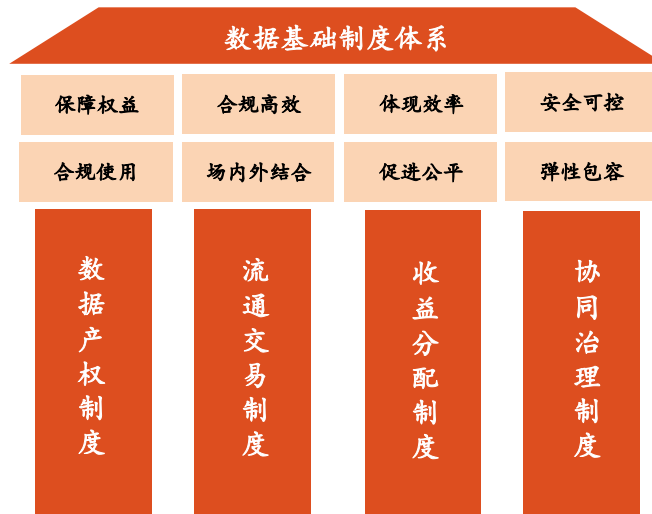 数据基础制度体系
保障权益
合规高效
体现效率
安全可控
合规使用
场内外结合
促进公平
弹性包容
数据产权制度
流通交易制度
收益分配制度
协同治理制度